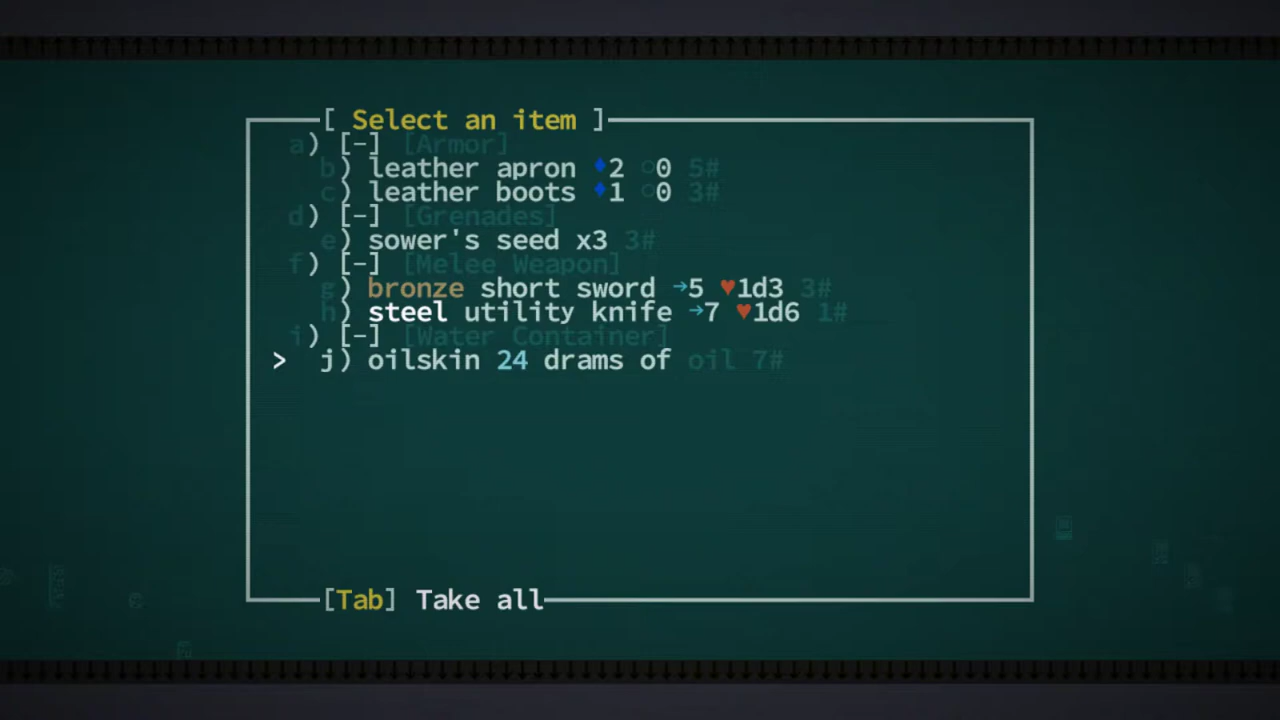 [ Select an item ]
a) [-] [Armor]
b) leather apron ♦2 ○0 5#
c) leather boots ♦1 ○0 3#
d) [-] [Grenades]
e) sower's seed x3 3#
f) [-] [Melee Weapon]
g) bronze short sword →5 ♥1d3 3#
h) steel utility knife →7 ♥1d6 1#
i) [-] [Water Container]
> j) oilskin 24 drams of oil 7#
[Tab] Take all